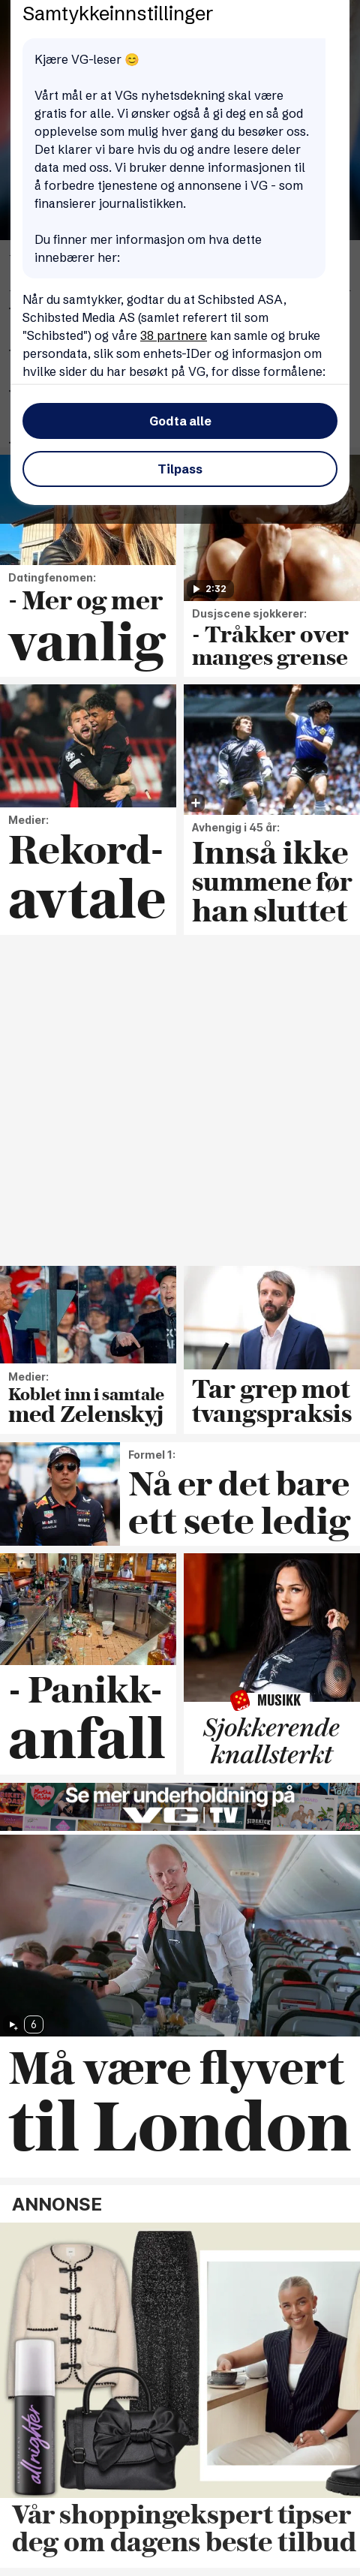 Samtykkeinnstillinger
Kjære VG-leser 😊
Vårt mål er at VGs nyhetsdekning skal være
gratis for alle. Vi ønsker også å gi deg en så god
opplevelse som mulig hver gang du besøker oss.
Det klarer vi bare hvis du og andre lesere deler
data med oss. Vi bruker denne informasjonen til
å forbedre tjenestene og annonsene i VG - som
finansierer journalistikken.
Du finner mer informasjon om hva dette
innebærer her:
Når du samtykker, godtar du at Schibsted ASA,
Schibsted Media AS (samlet referert til som
"Schibsted") og våre 38 partnere kan samle og bruke
persondata, slik som enhets-IDer og informasjon om
hvilke sider du har besøkt på VG, for disse formålene:
Godta alle
Tilpass
Datingfenomen:
- Mer og mer
vanlig
2:32
Dusjscene sjokkerer:
- Tråkker over
manges grense
Medier:
Rekord-
avtale
Avhengig i 45 år:
Innså ikke
summene før
han sluttet
Medier:
Koblet inn i samtale
med Zelenskyj
Tar grep mot
tvangspraksis
Formel 1:
Nå er det bare
ett sete ledig
- Panikk-
anfall
MUSIKK
Sjokkerende
knallsterkt
Se mer underholdning på
VG TV
6
Må være flyvert
til London
ANNONSE
allnighter
Vår shoppingekspert tipser
deg om dagens beste tilbud